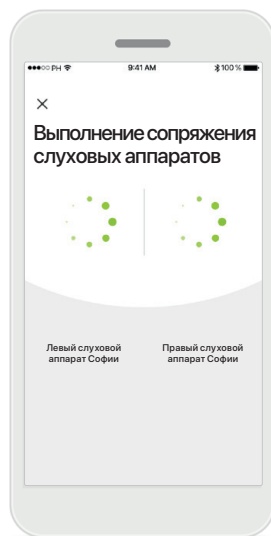 PH 9:41 AM 100%
Выполнение сопряжения
слуховых аппаратов
Левый слуховой
аппарат Софии
Правый слуховой
аппарат Софии